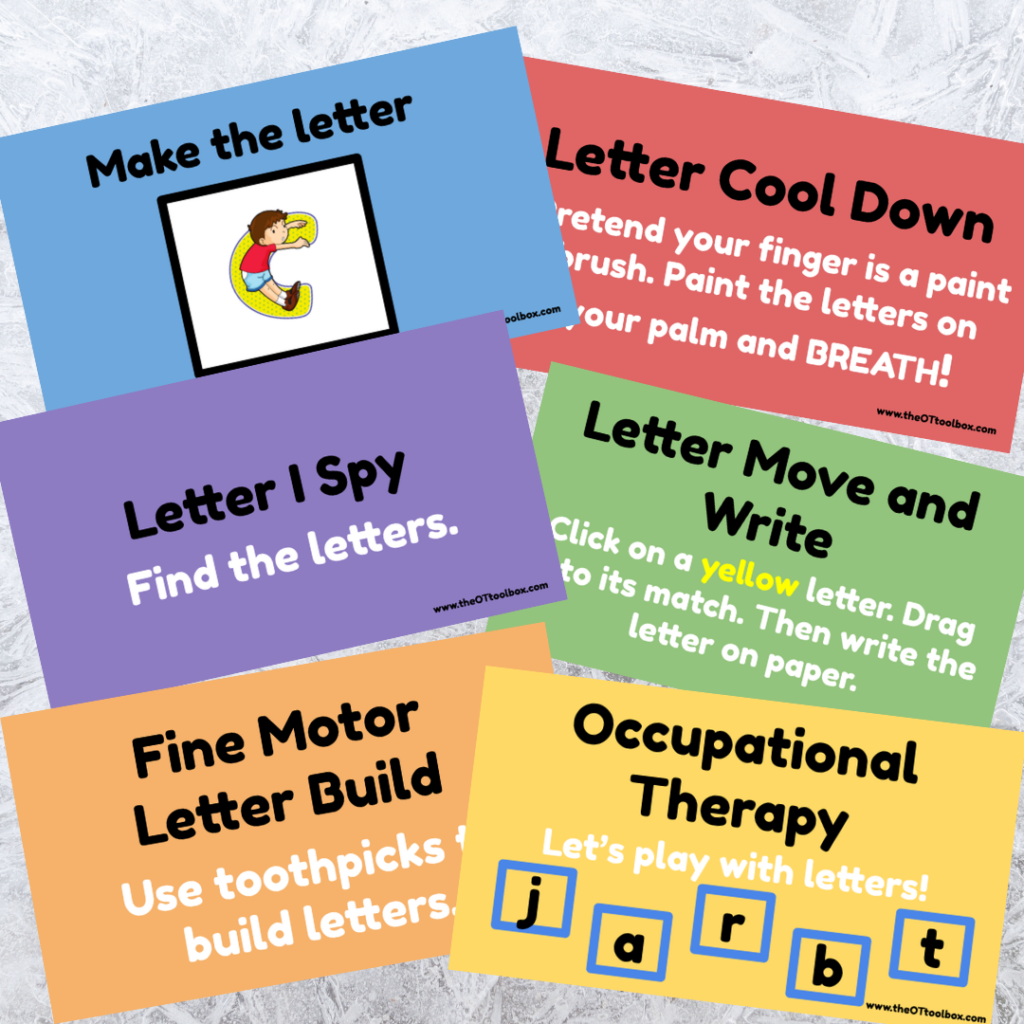 Make the letter
C
Letter Cool Down
Pretend your finger is a paint
brush. Paint the letters on
your palm and BREATH!
www.theOTtoolbox.com
Letter I Spy
Find the letters.
www.theOTtoolbox.com
Letter Move and
Write
Click on a yellow letter. Drag
to its match. Then write the
letter on paper.
Fine Motor
Letter Build
Use toothpicks
build letters.
Occupational
Therapy
Let's play with letters!
j a r b t
www.theOTtoolbox.com